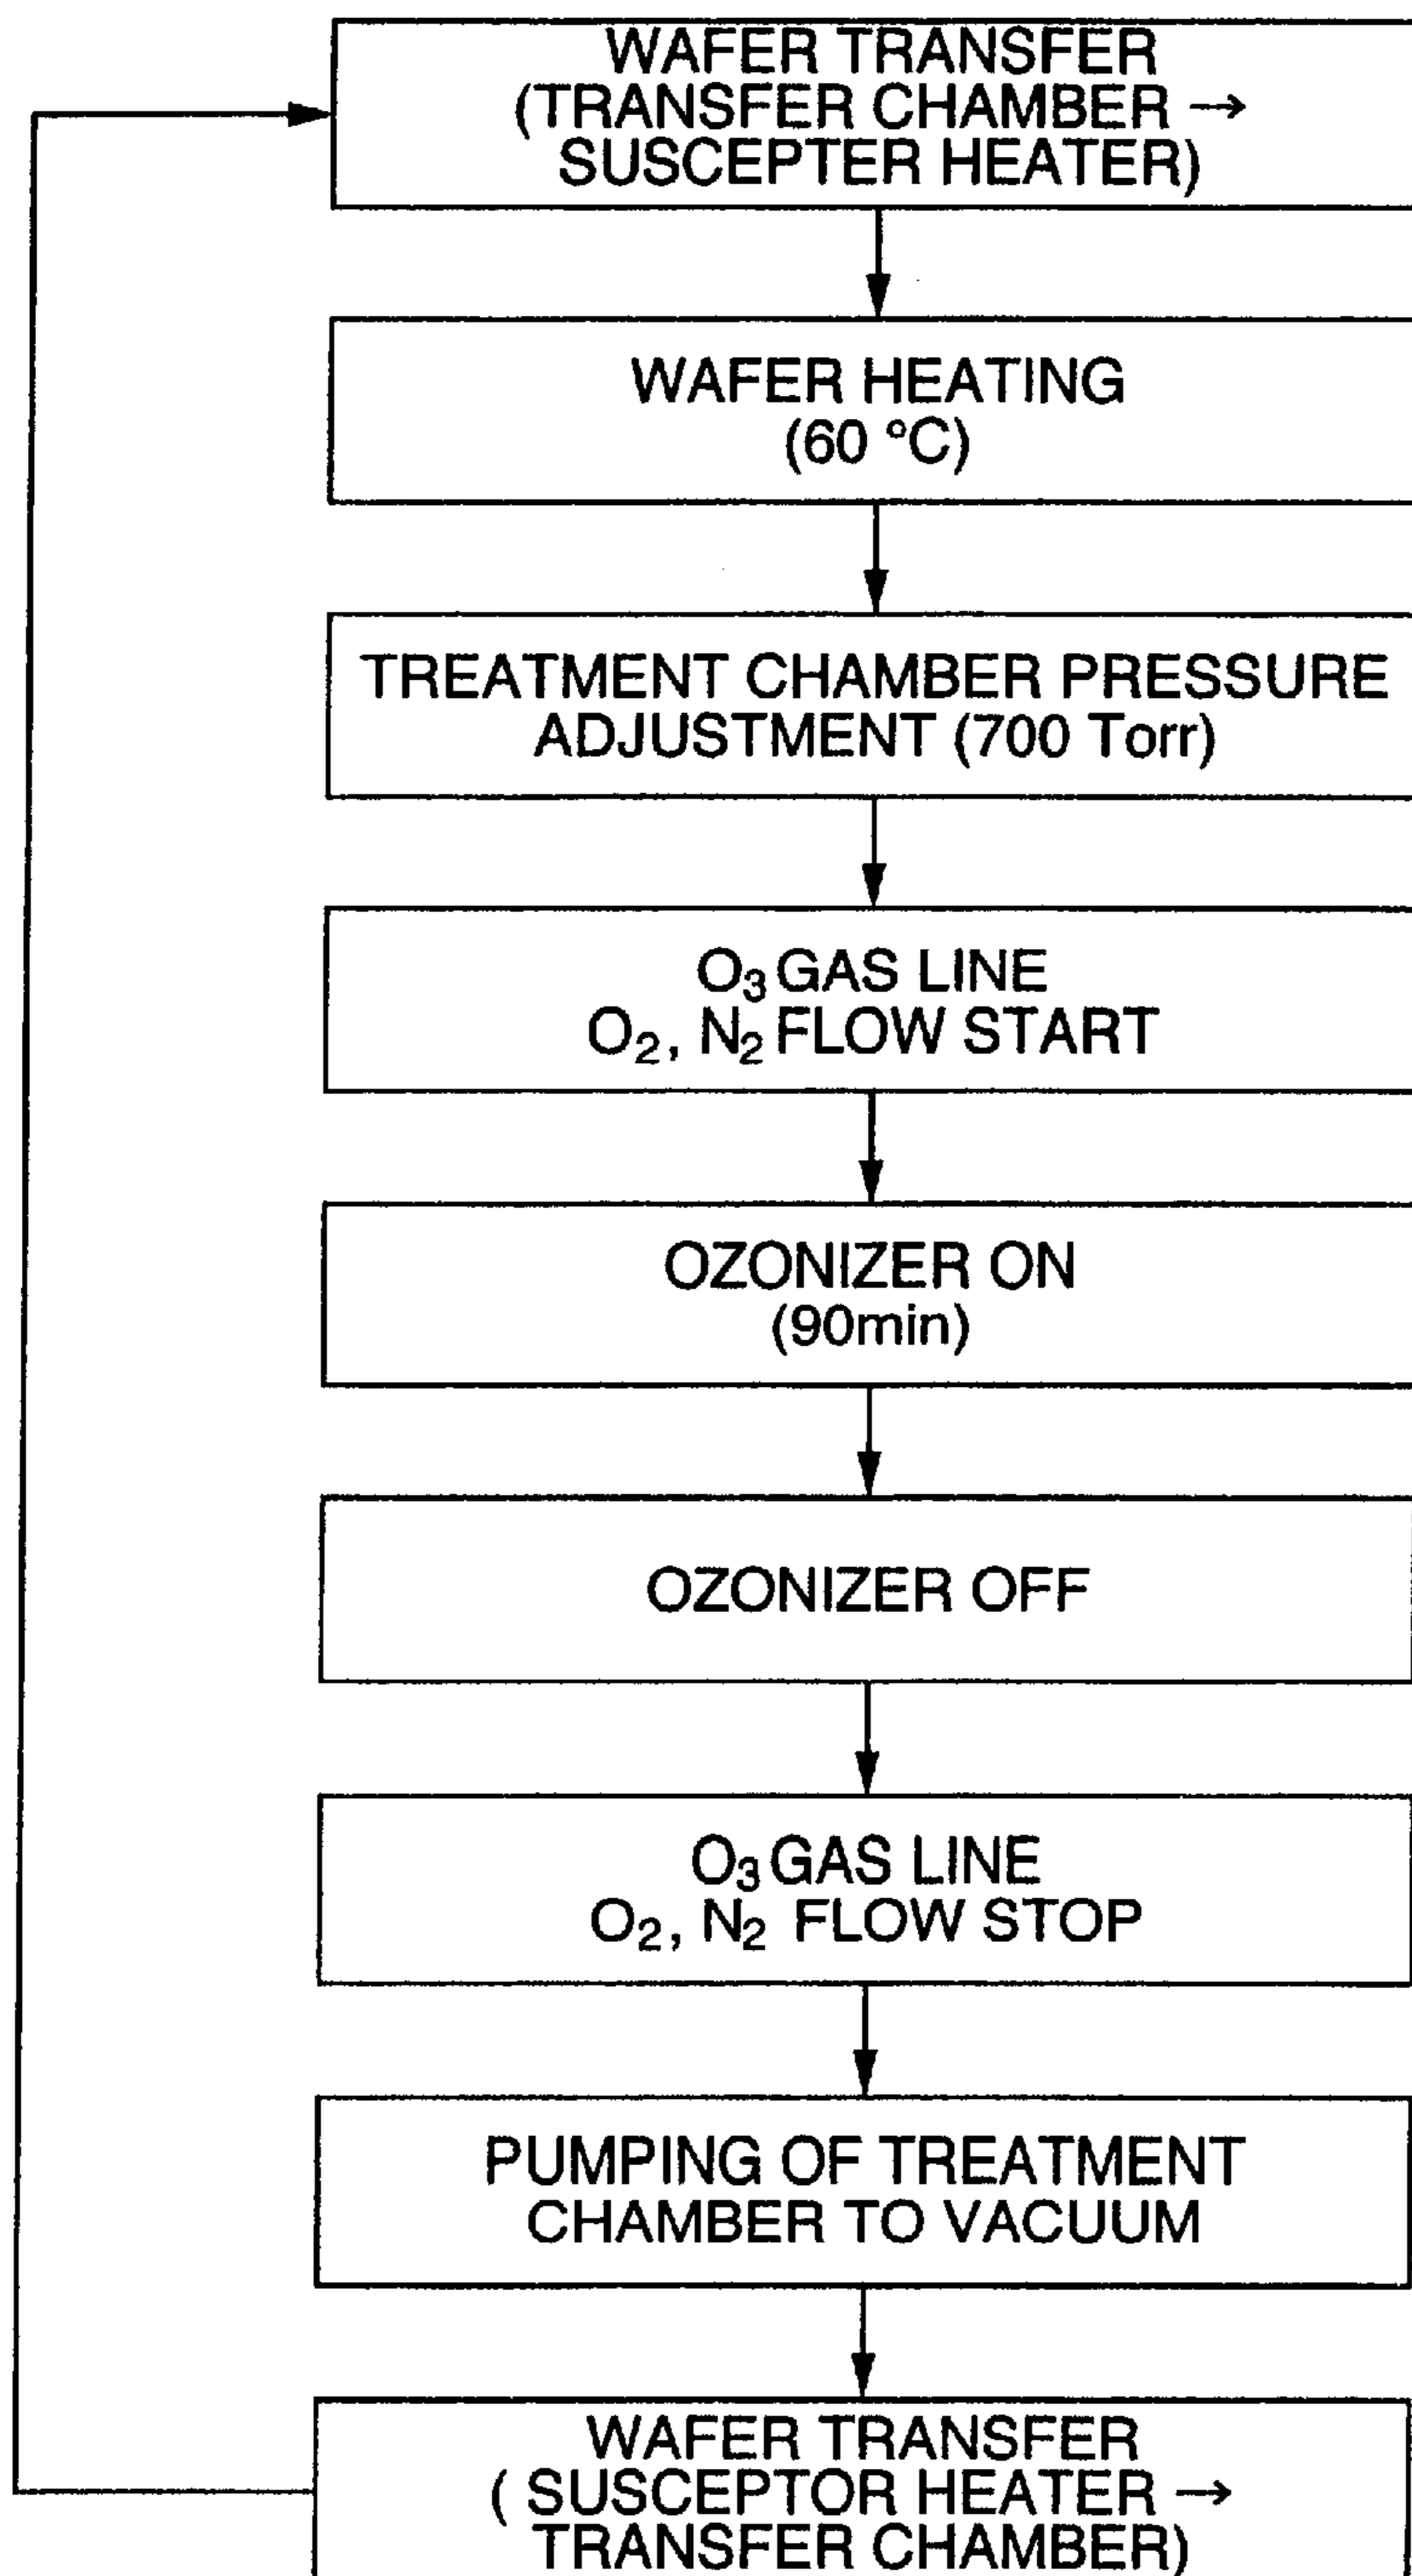 WAFER TRANSFER
(TRANSFER CHAMBER →
SUSCEPTER HEATER)
WAFER HEATING
(60 °C)
TREATMENT CHAMBER PRESSURE
ADJUSTMENT (700 Torr)
O₃ GAS LINE
O₂, N₂ FLOW START
OZONIZER ON
(90min)
OZONIZER OFF
O₃ GAS LINE
O₂, N₂ FLOW STOP
PUMPING OF TREATMENT
CHAMBER TO VACUUM
WAFER TRANSFER
( SUSCEPTOR HEATER →
TRANSFER CHAMBER)